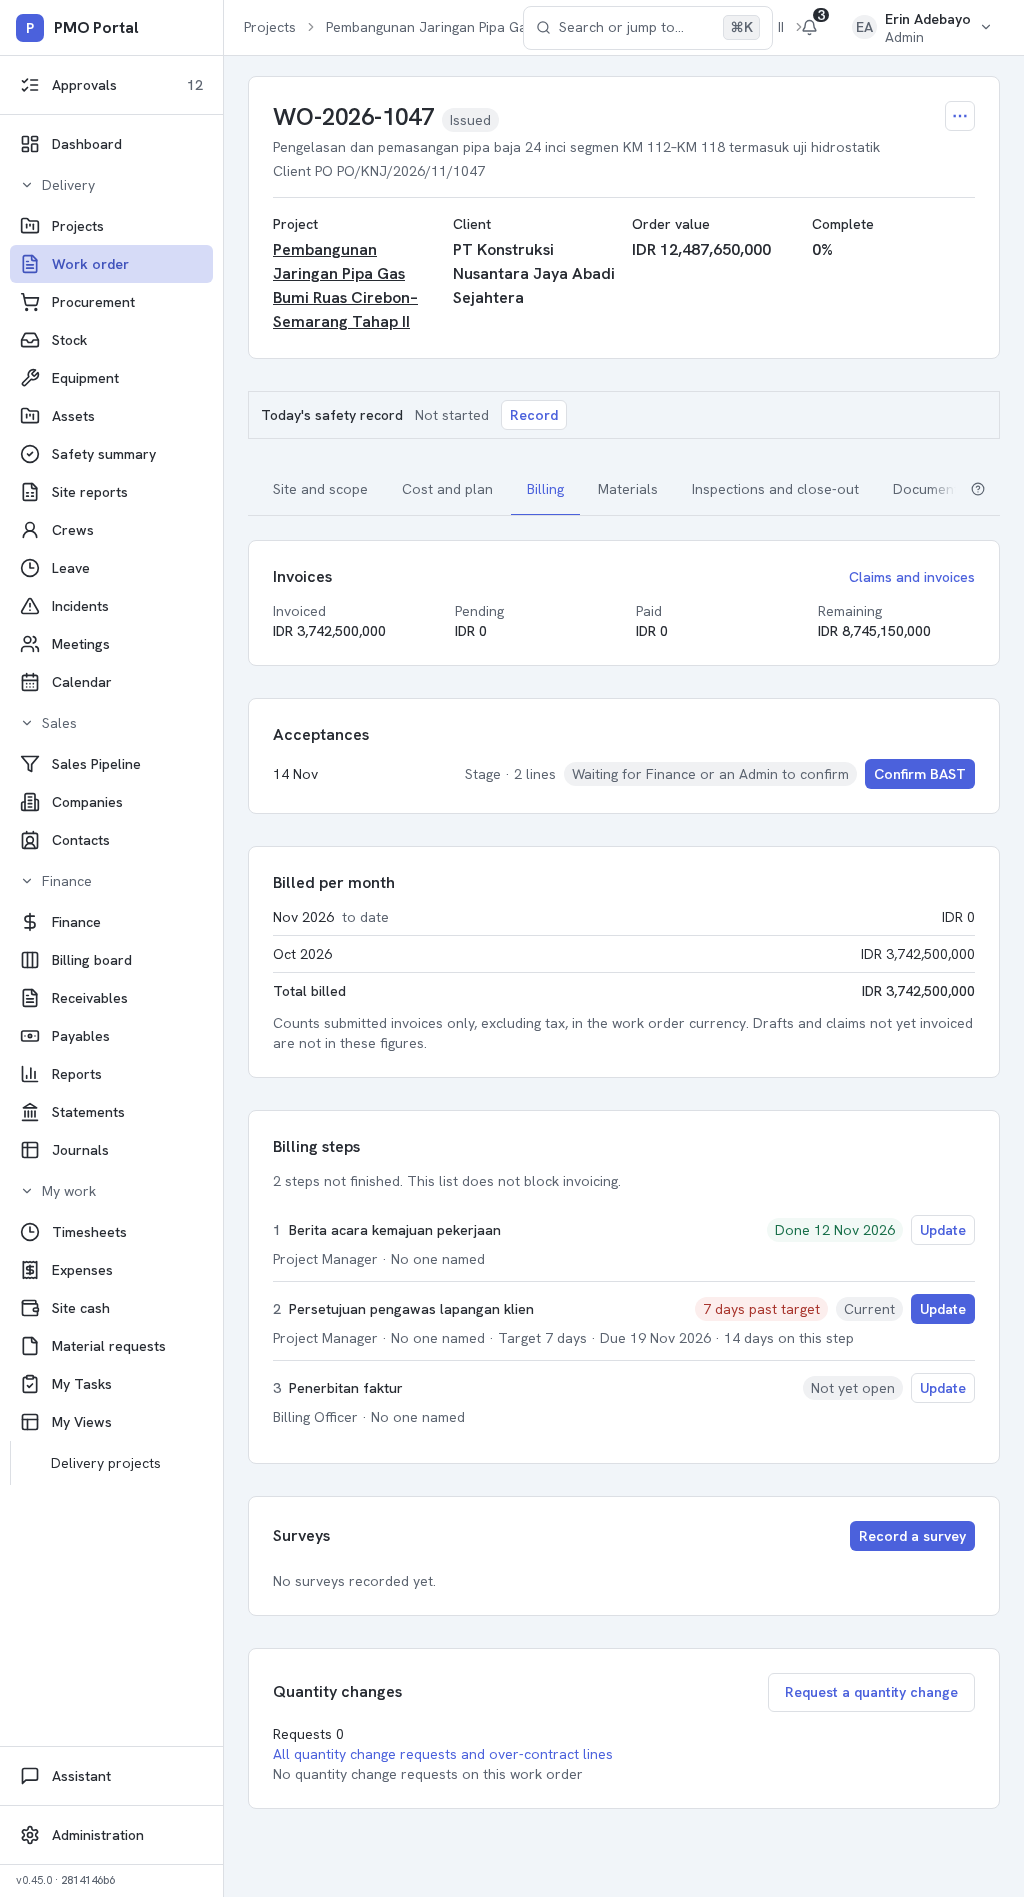 P PMO Portal
Approvals 12
Dashboard
Delivery
Projects
Work order
Procurement
Stock
Equipment
Assets
Safety summary
Site reports
Crews
Leave
Incidents
Meetings
Calendar
Sales
Sales Pipeline
Companies
Contacts
Finance
Finance
Billing board
Receivables
Payables
Reports
Statements
Journals
My work
Timesheets
Expenses
Site cash
Material requests
My Tasks
My Views
Delivery projects
Assistant
Administration
v0.45.0 · 2814146b6
Projects > Pembangunan Jaringan Pipa Ga
Search or jump to... ⌘K
II
3
EA
Erin Adebayo
Admin
WO-2026-1047 Issued
Pengelasan dan pemasangan pipa baja 24 inci segmen KM 112–KM 118 termasuk uji hidrostatik
Client PO PO/KNJ/2026/11/1047
Project
Pembangunan
Jaringan Pipa Gas
Bumi Ruas Cirebon–
Semarang Tahap II
Client
PT Konstruksi
Nusantara Jaya Abadi
Sejahtera
Order value
IDR 12,487,650,000
Complete
0%
Today's safety record Not started Record
Site and scope Cost and plan Billing Materials Inspections and close-out Documen
Invoices Claims and invoices
Invoiced Pending Paid Remaining
IDR 3,742,500,000 IDR 0 IDR 0 IDR 8,745,150,000
Acceptances
14 Nov Stage · 2 lines Waiting for Finance or an Admin to confirm Confirm BAST
Billed per month
Nov 2026 to date IDR 0
Oct 2026 IDR 3,742,500,000
Total billed IDR 3,742,500,000
Counts submitted invoices only, excluding tax, in the work order currency. Drafts and claims not yet invoiced
are not in these figures.
Billing steps
2 steps not finished. This list does not block invoicing.
1 Berita acara kemajuan pekerjaan Done 12 Nov 2026 Update
Project Manager · No one named
2 Persetujuan pengawas lapangan klien 7 days past target Current Update
Project Manager · No one named · Target 7 days · Due 19 Nov 2026 · 14 days on this step
3 Penerbitan faktur Not yet open Update
Billing Officer · No one named
Surveys Record a survey
No surveys recorded yet.
Quantity changes Request a quantity change
Requests 0
All quantity change requests and over-contract lines
No quantity change requests on this work order